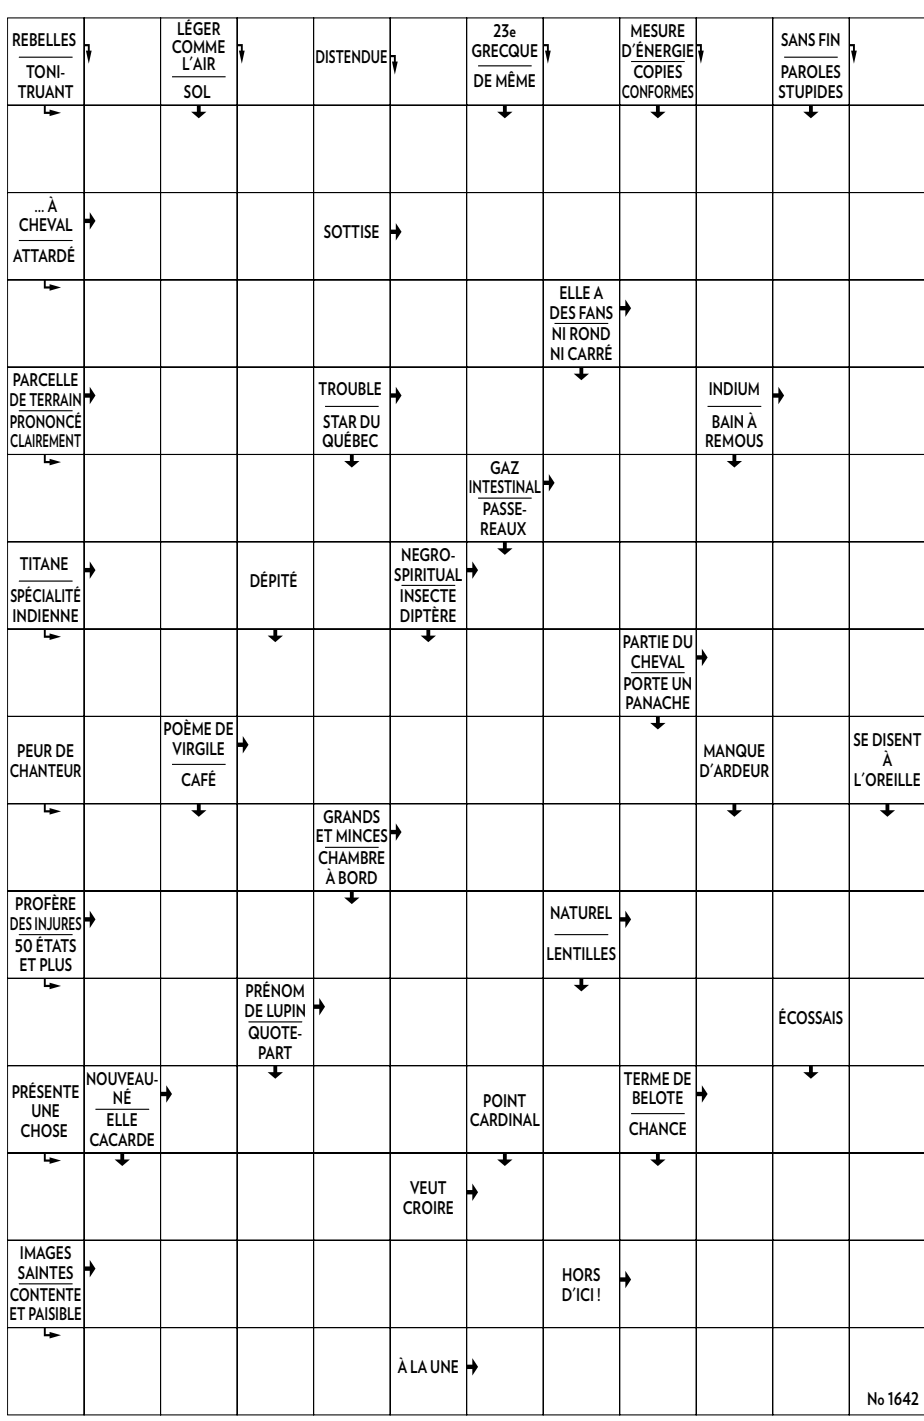 REBELLES
TONI-
TRUANT
LÉGER
COMME
L'AIR
SOL
DISTENDUE
23e
GRECQUE
DE MÊME
MESURE
D'ÉNERGIE
COPIES
CONFORMES
SANS FIN
PAROLES
STUPIDES
... À
CHEVAL
ATTARDÉ
SOTTISE
ELLE A
DES FANS
NI ROND
NI CARRÉ
PARCELLE
DE TERRAIN
PRONONCÉ
CLAIREMENT
TROUBLE
STAR DU
QUÉBEC
INDIUM
BAIN À
REMOUS
GAZ
INTESTINAL
PASSE-
REAUX
TITANE
SPÉCIALITÉ
INDIENNE
DÉPITÉ
NEGRO-
SPIRITUAL
INSECTE
DIPTÈRE
PARTIE DU
CHEVAL
PORTE UN
PANACHE
PEUR DE
CHANTEUR
POÈME DE
VIRGILE
CAFÉ
MANQUE
D'ARDEUR
SE DISENT
À
L'OREILLE
GRANDS
ET MINCES
CHAMBRE
À BORD
PROFÈRE
DES INJURES
50 ÉTATS
ET PLUS
NATUREL
LENTILLES
PRÉNOM
DE LUPIN
QUOTE-
PART
ÉCOSSAIS
PRÉSENTE
UNE
CHOSE
NOUVEAU-
NÉ
ELLE
CACARDE
POINT
CARDINAL
TERME DE
BELOTE
CHANCE
VEUT
CROIRE
IMAGES
SAINTES
CONTENTE
ET PAISIBLE
HORS
D'ICI !
À LA UNE
No 1642